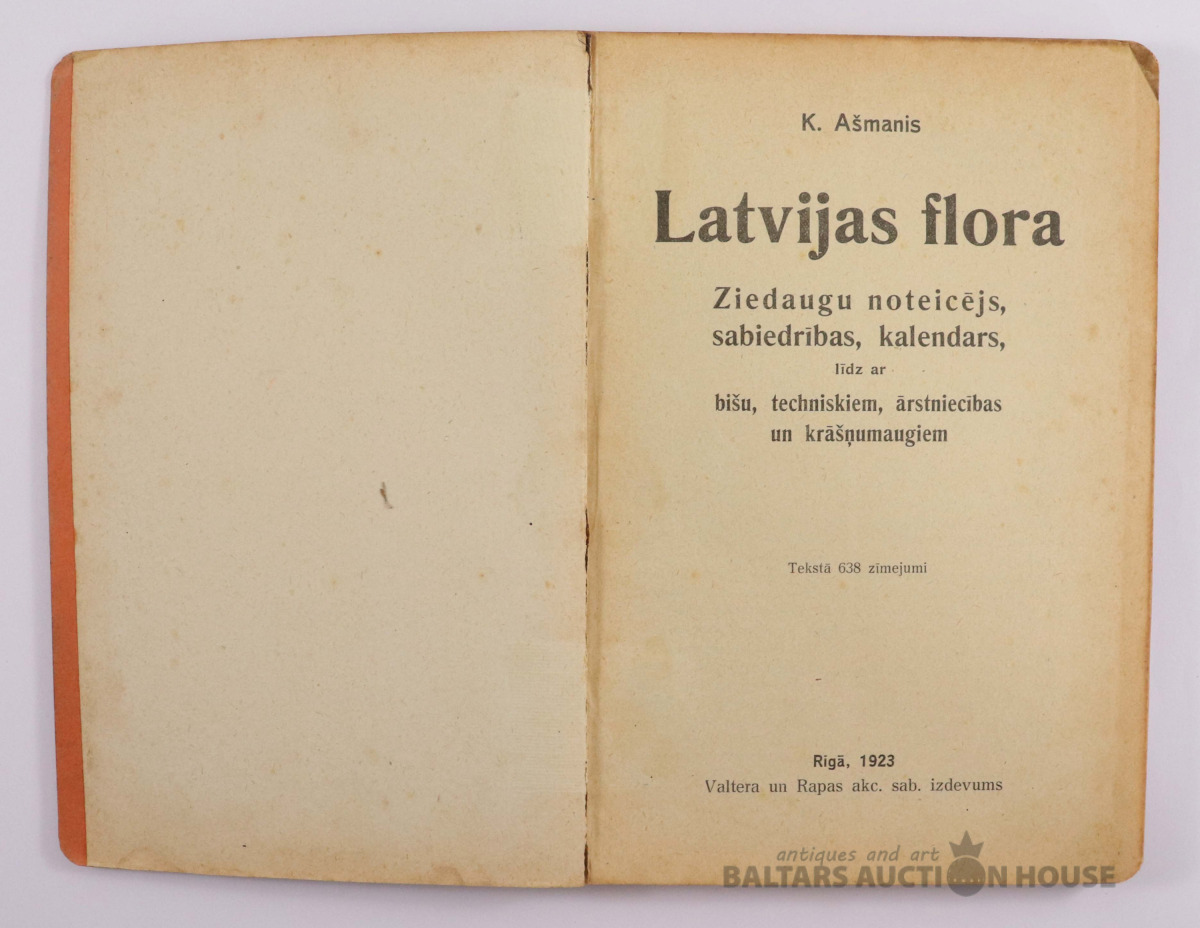 K. Ašmanis
Latvijas flora
Ziedaugu noteicējs,
sabiedrības, kalendars,
līdz ar
bišu, techniskiem, ārstniecības
un krāšņumaugiem
Tekstā 638 zīmejumi
Rīgā, 1923
Valtera un Rapas akc. sab. izdevums
antiques and art
BALTARS AUCTION HOUSE